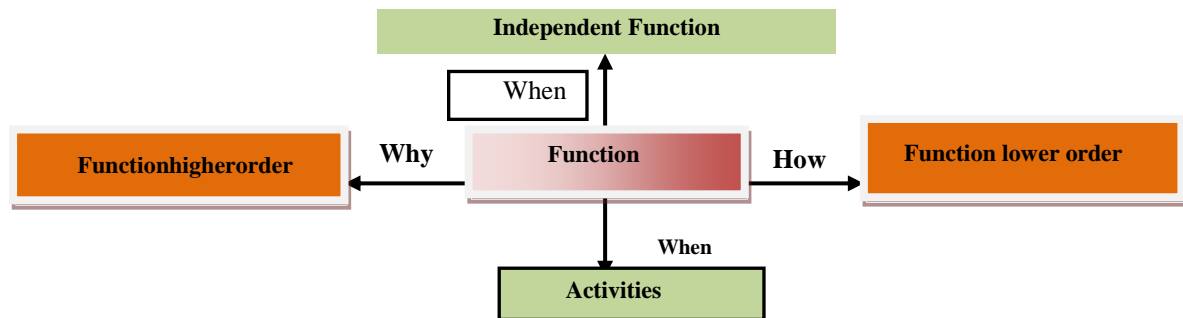 Independent Function
When
Functionhigherorder
Why
Function
How
Function lower order
When
Activities